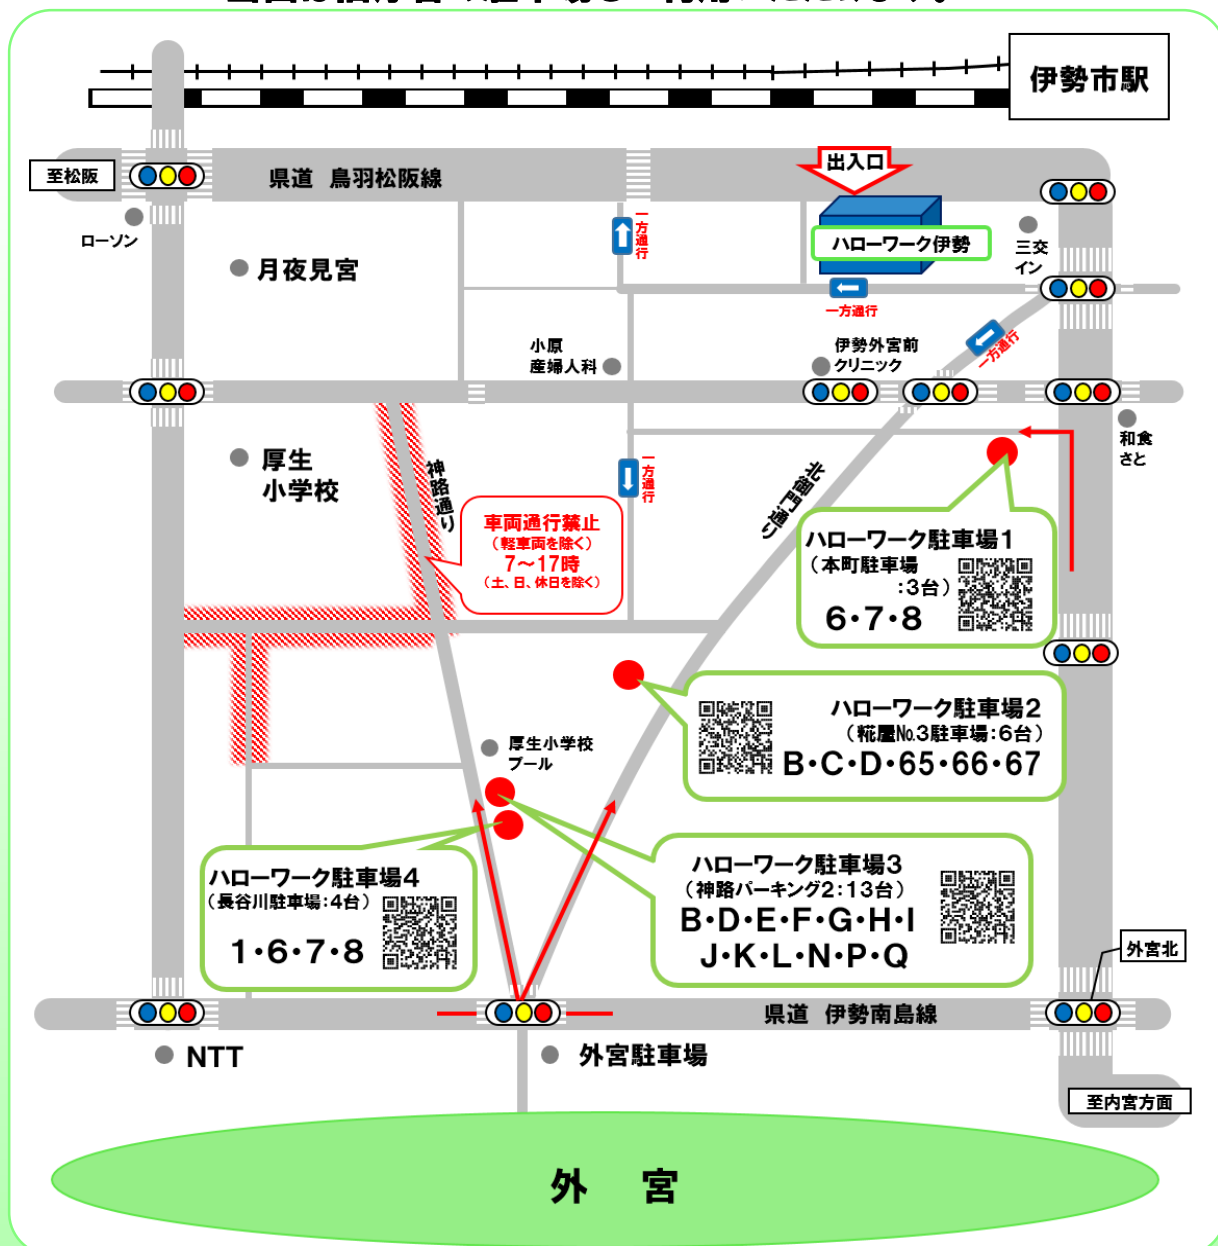 伊勢市駅
出入口
至松阪
県道 鳥羽松阪線
ローソン
一方通行
ハローワーク伊勢
三交
イン
月夜見宮
一方通行
一方通行
小原
産婦人科
伊勢外宮前
クリニック
和食
さと
厚生
小学校
神路通り
一方通行
北御門通り
車両通行禁止
(軽車両を除く)
7~17時
(土、日、休日を除く)
ハローワーク駐車場1
(本町駐車場
:3台)
6・7・8
ハローワーク駐車場2
(糀屋No.3駐車場:6台)
B・C・D・65・66・67
厚生小学校
プール
ハローワーク駐車場3
(神路パーキング2:13台)
B・D・E・F・G・H・I
J・K・L・N・P・Q
ハローワーク駐車場4
(長谷川駐車場:4台)
1・6・7・8
外宮北
県道 伊勢南島線
NTT
外宮駐車場
至内宮方面
外 宮